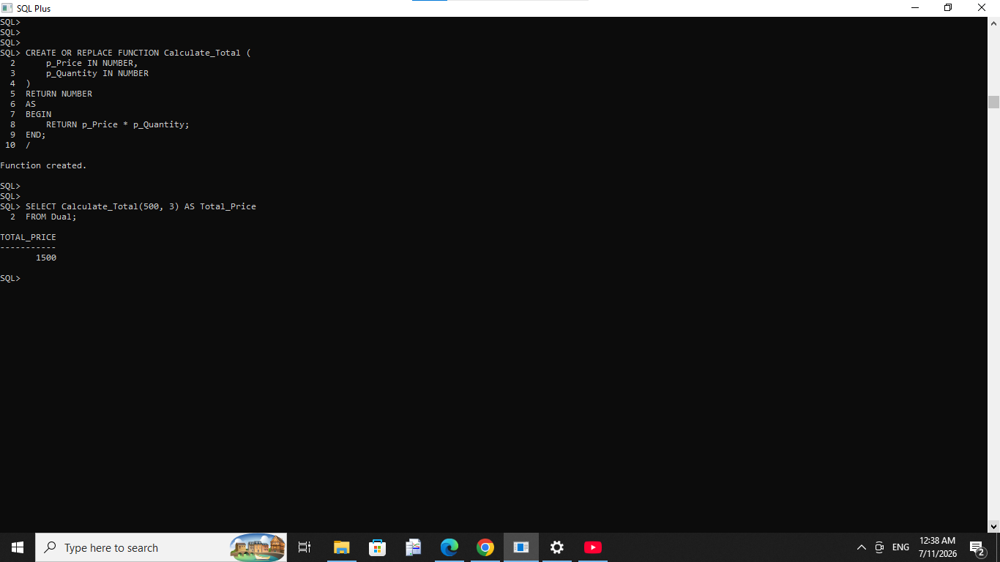 SQL Plus
SQL>
SQL>
SQL>
SQL> CREATE OR REPLACE FUNCTION Calculate_Total (
  2      p_Price IN NUMBER,
  3      p_Quantity IN NUMBER
  4  )
  5  RETURN NUMBER
  6  AS
  7  BEGIN
  8      RETURN p_Price * p_Quantity;
  9  END;
 10  /
Function created.
SQL>
SQL>
SQL> SELECT Calculate_Total(500, 3) AS Total_Price
  2  FROM Dual;
TOTAL_PRICE
-----------
       1500
SQL>
Type here to search
ENG
12:38 AM
7/11/2026
2